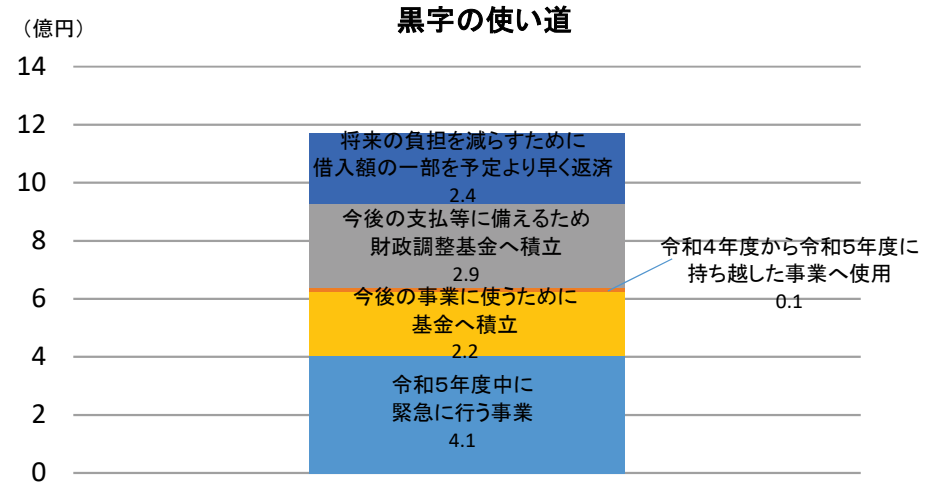 黒字の使い道
（億円）
14
12
10
8
6
4
2
0
将来の負担を減らすために
借入額の一部を予定より早く返済
2.4
今後の支払等に備えるため
財政調整基金へ積立
2.9
令和４年度から令和５年度に
持ち越した事業へ使用
0.1
今後の事業に使うために
基金へ積立
2.2
令和５年度中に
緊急に行う事業
4.1